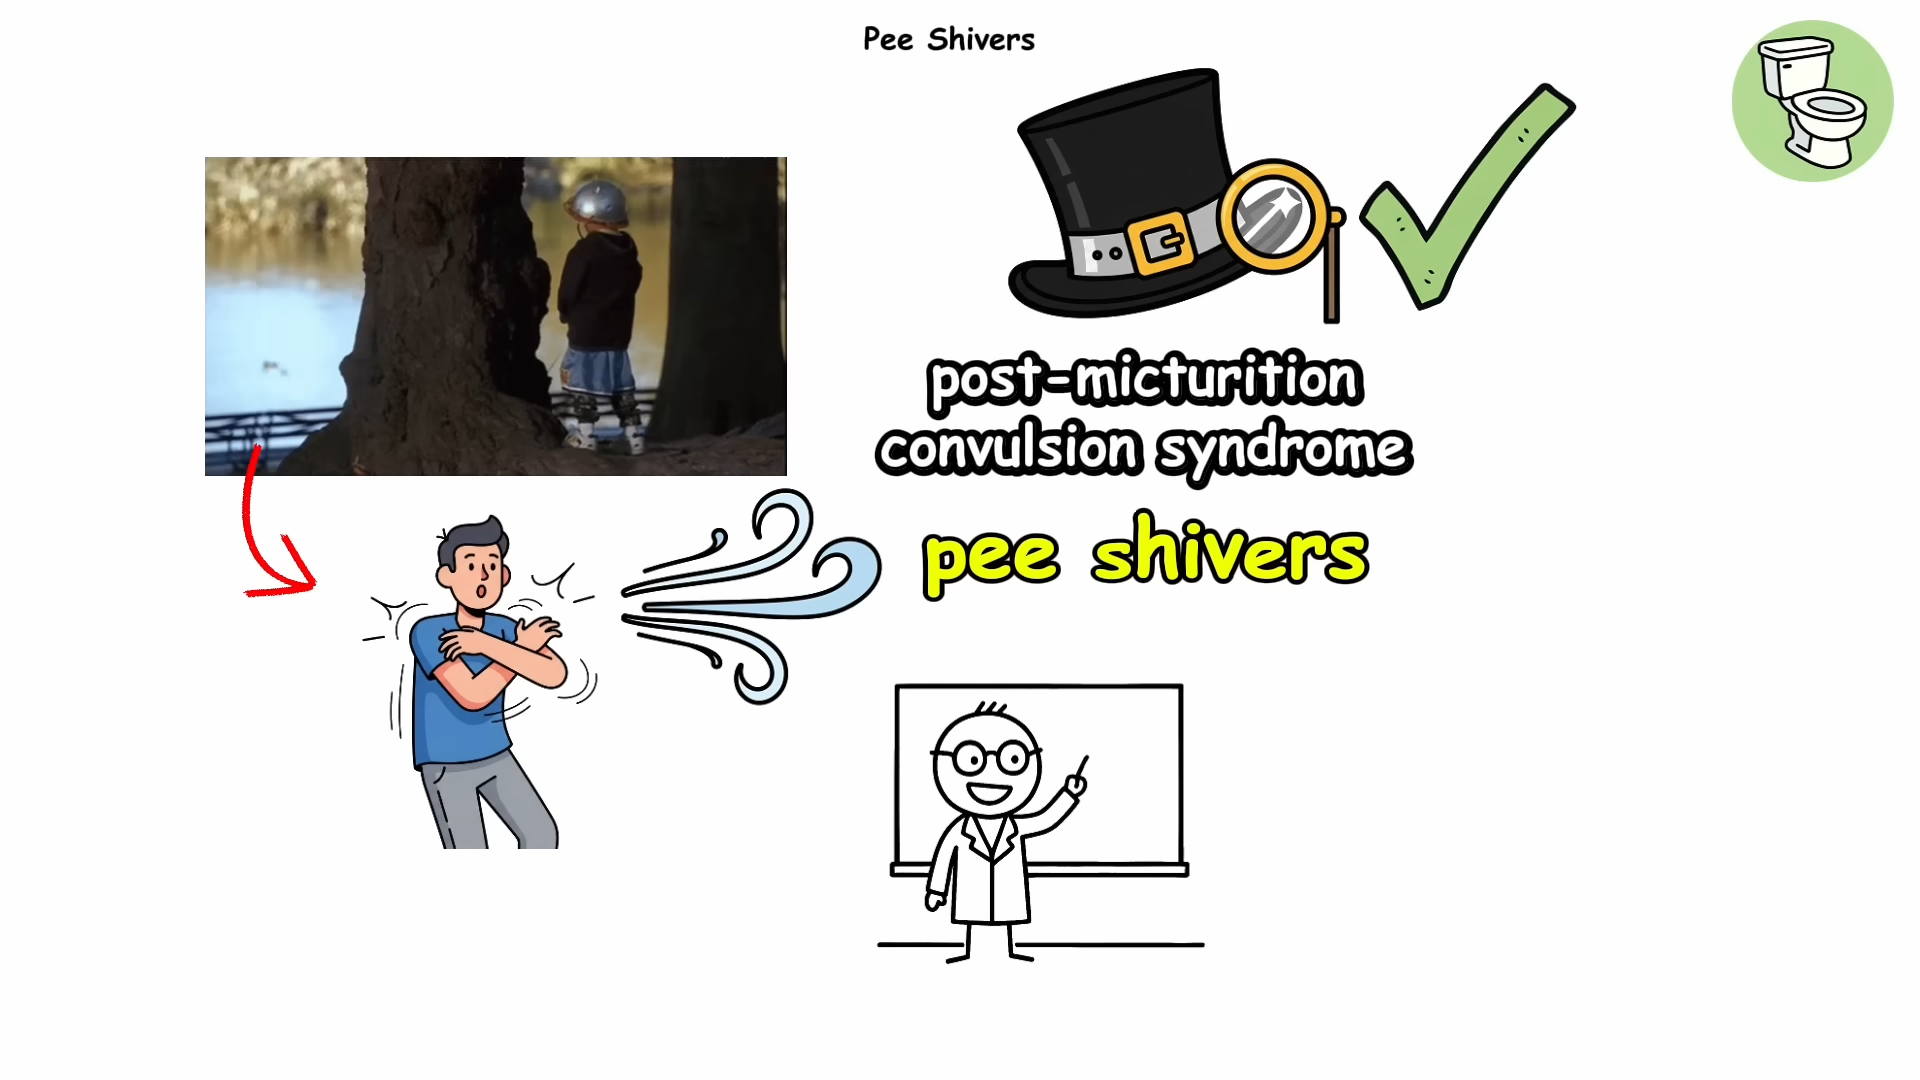 Pee Shivers
post-micturition
convulsion syndrome
pee shivers